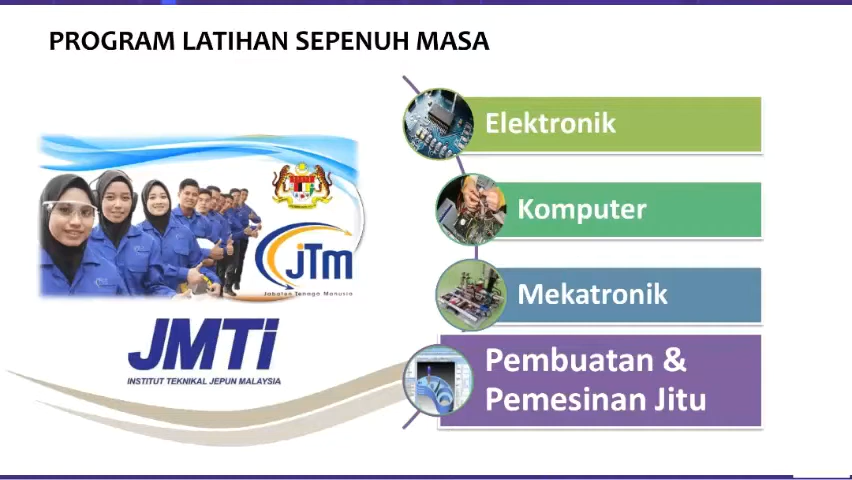 PROGRAM LATIHAN SEPENUH MASA
Elektronik
Komputer
Mekatronik
Pembuatan &
Pemesinan Jitu
jTm
Jabatan Tenaga Manusia
JMTi
INSTITUT TEKNIKAL JEPUN MALAYSIA